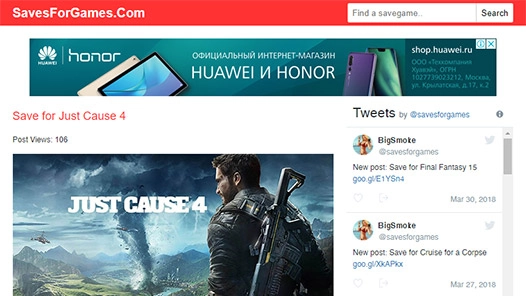 SavesForGames.Com
Find a savegame..
Search
HUAWEI
honor
ОФИЦИАЛЬНЫЙ ИНТЕРНЕТ-МАГАЗИН
HUAWEI И HONOR
shop.huawei.ru
ООО «Техкомпания
Хуавэй», ОГРН
1027739023212, Москва,
ул. Крылатская, д.17, к.2
Save for Just Cause 4
Post Views: 106
JUST CAUSE 4
Tweets by @savesforgames
BigSmoke
@savesforgames
New post: Save for Final Fantasy 15
goo.gl/E1YSn4
Mar 30, 2018
BigSmoke
@savesforgames
New post: Save for Cruise for a Corpse
goo.gl/XkAPkx
Mar 27, 2018